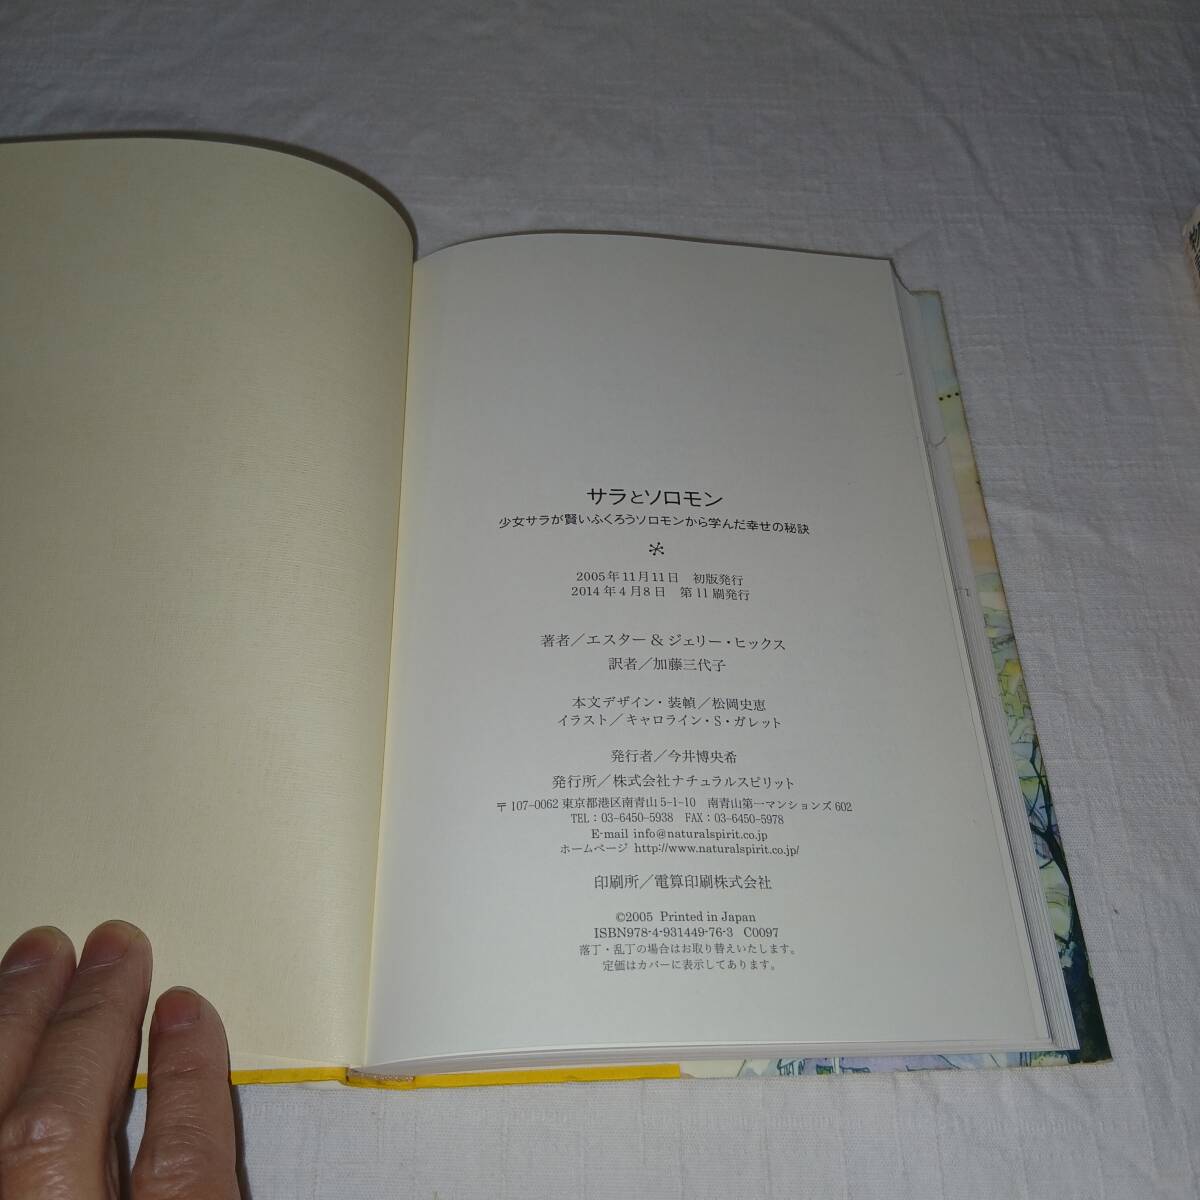 サラとソロモン
少女サラが賢いふくろうソロモンから学んだ幸せの秘訣
2005年11月11日　初版発行
2014年4月8日　第11刷発行
著者／エスター＆ジェリー・ヒックス
訳者／加藤三代子
本文デザイン・装幀／松岡史恵
イラスト／キャロライン・S・ガレット
発行者／今井博央希
発行所／株式会社ナチュラルスピリット
〒107-0062 東京都港区南青山5-1-10　南青山第一マンションズ602
TEL：03-6450-5938　FAX：03-6450-5978
E-mail info@naturalspirit.co.jp
ホームページ http://www.naturalspirit.co.jp/
印刷所／電算印刷株式会社
©2005 Printed in Japan
ISBN978-4-931449-76-3 C0097
落丁・乱丁の場合はお取り替えいたします。
定価はカバーに表示してあります。